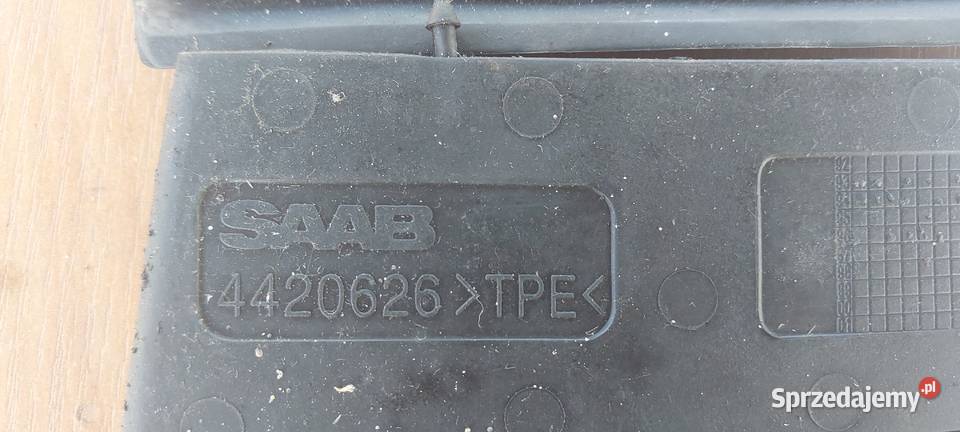 SAAB
4420626 >TPE<
Sprzedajemy.pl